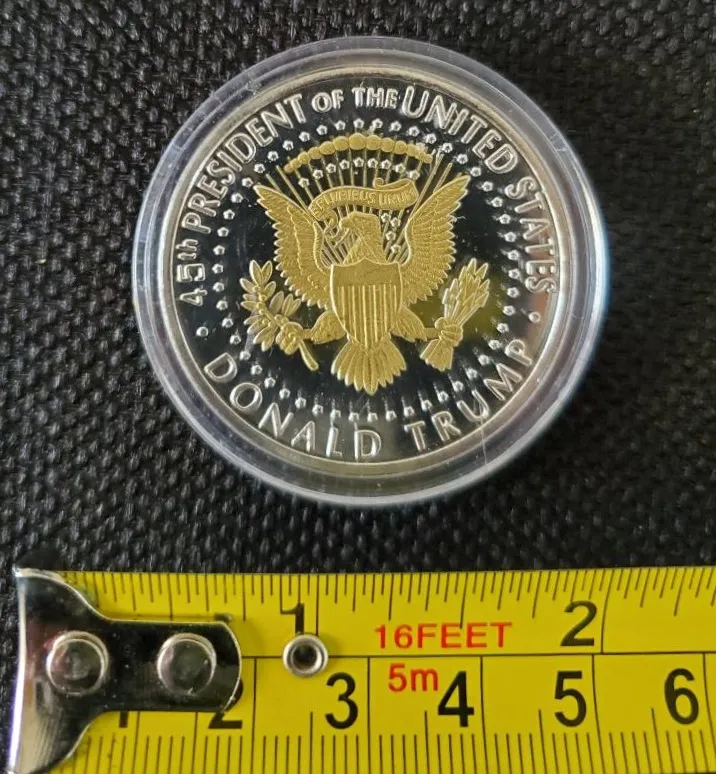 45th PRESIDENT OF THE UNITED STATES
E PLURIBUS UNUM
DONALD TRUMP
1 2
16FEET
5m
1 2 3 4 5 6